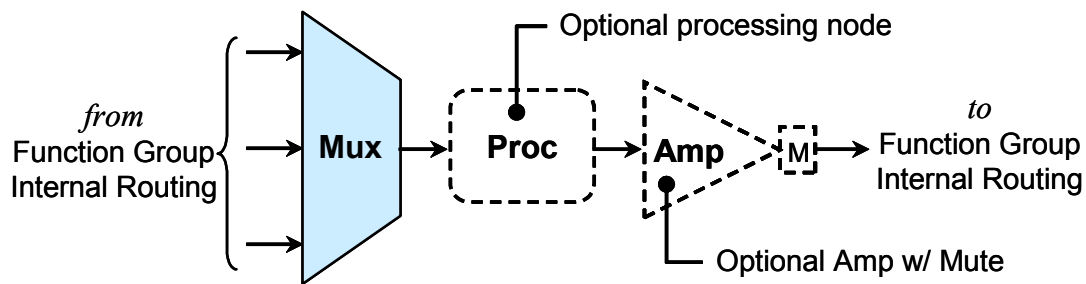 Optional processing node
from
Function Group
Internal Routing
Mux
Proc
Amp
M
to
Function Group
Internal Routing
Optional Amp w/ Mute